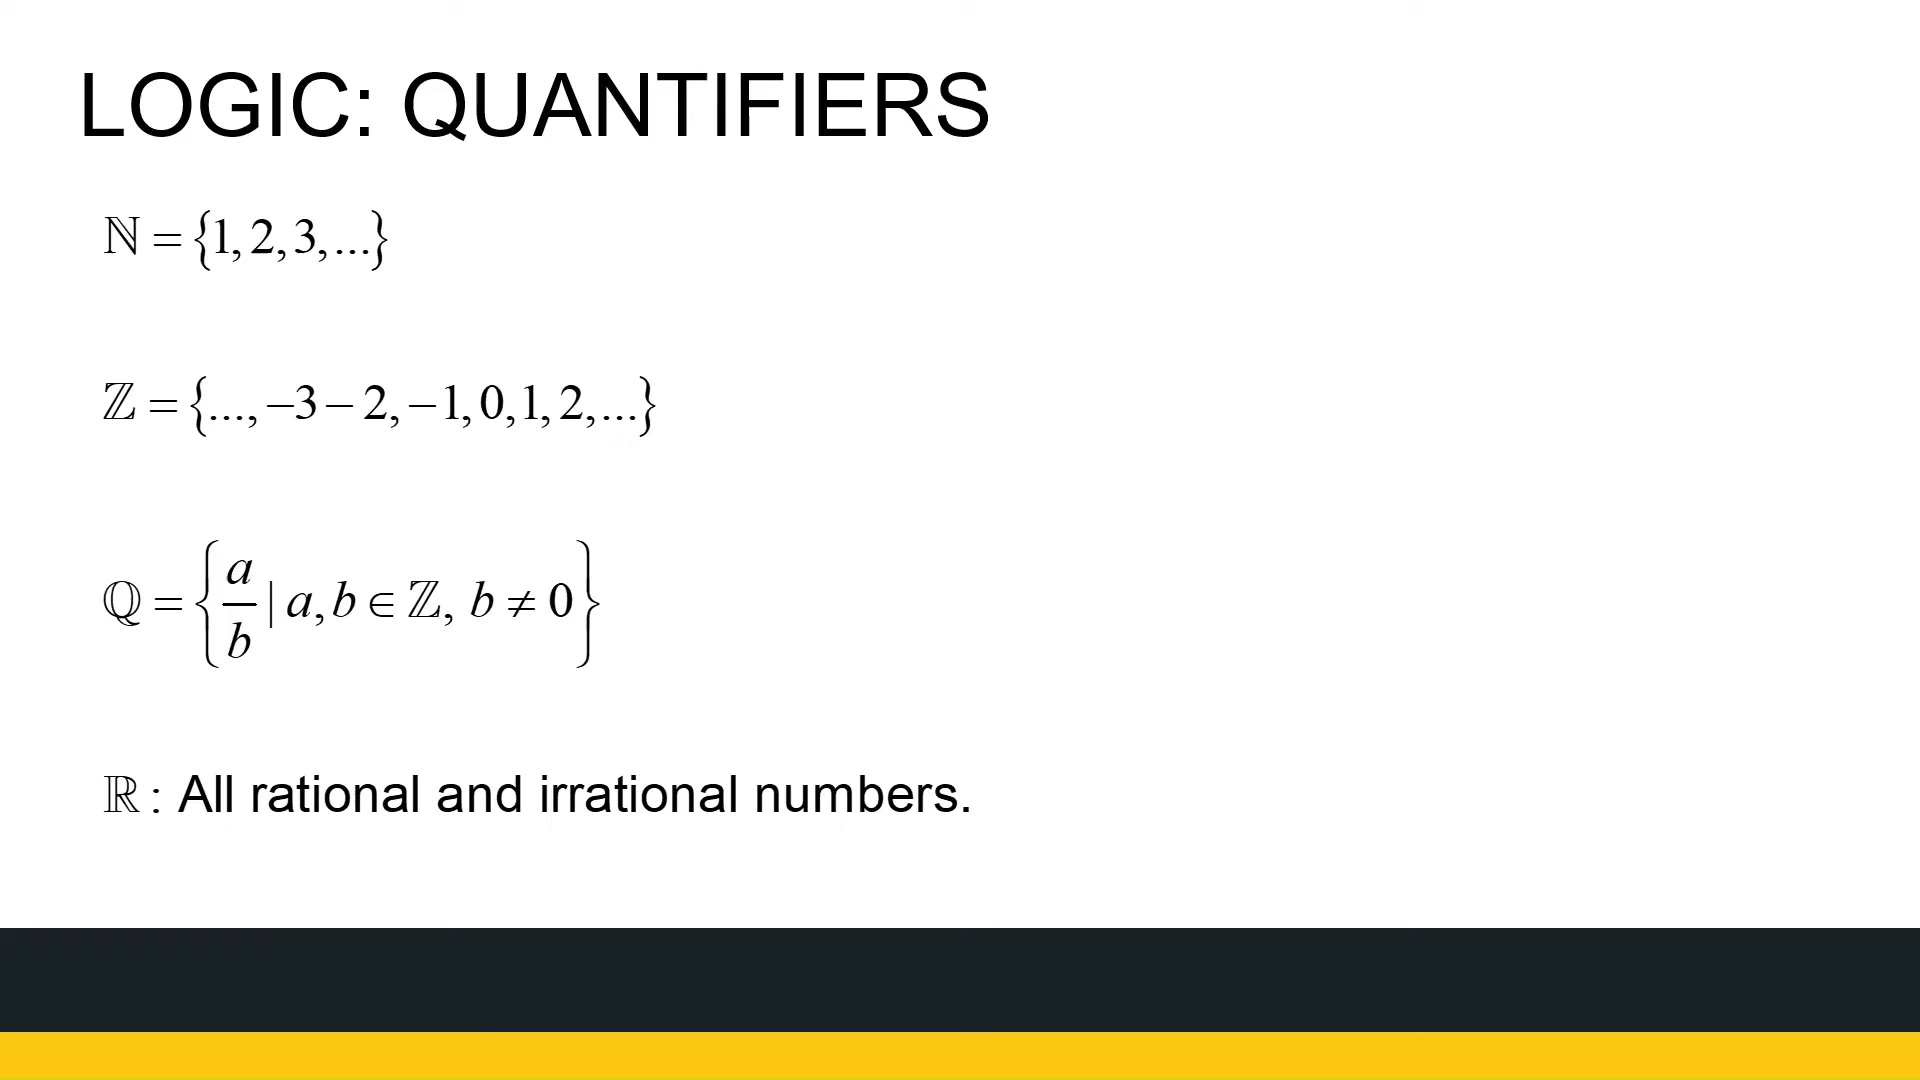 LOGIC: QUANTIFIERS
ℕ = {1, 2, 3, ...}
ℤ = {..., −3 − 2, −1, 0, 1, 2, ...}
ℚ = {a/b | a, b ∈ ℤ, b ≠ 0}
ℝ : All rational and irrational numbers.